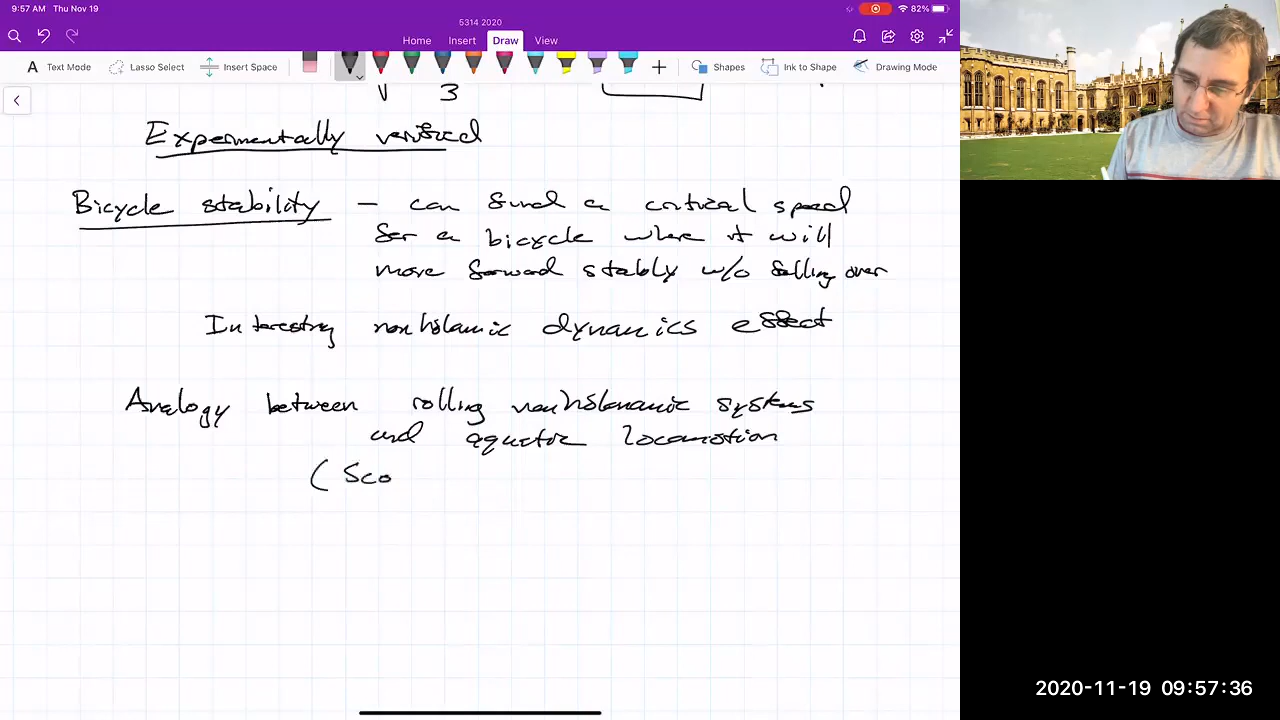 9:57 AM Thu Nov 19
82%
5314 2020
Home Insert Draw View
Text Mode Lasso Select Insert Space Shapes Ink to Shape Drawing Mode
3
Expermentally verified
Bicycle stability – can find a critical speed
for a bicycle where it will
move forward stably w/o falling over
Interesting nonholonomic dynamics effect
Analogy between rolling nonholonomic systems
and aquatic locomotion
( Sco
2020-11-19 09:57:36